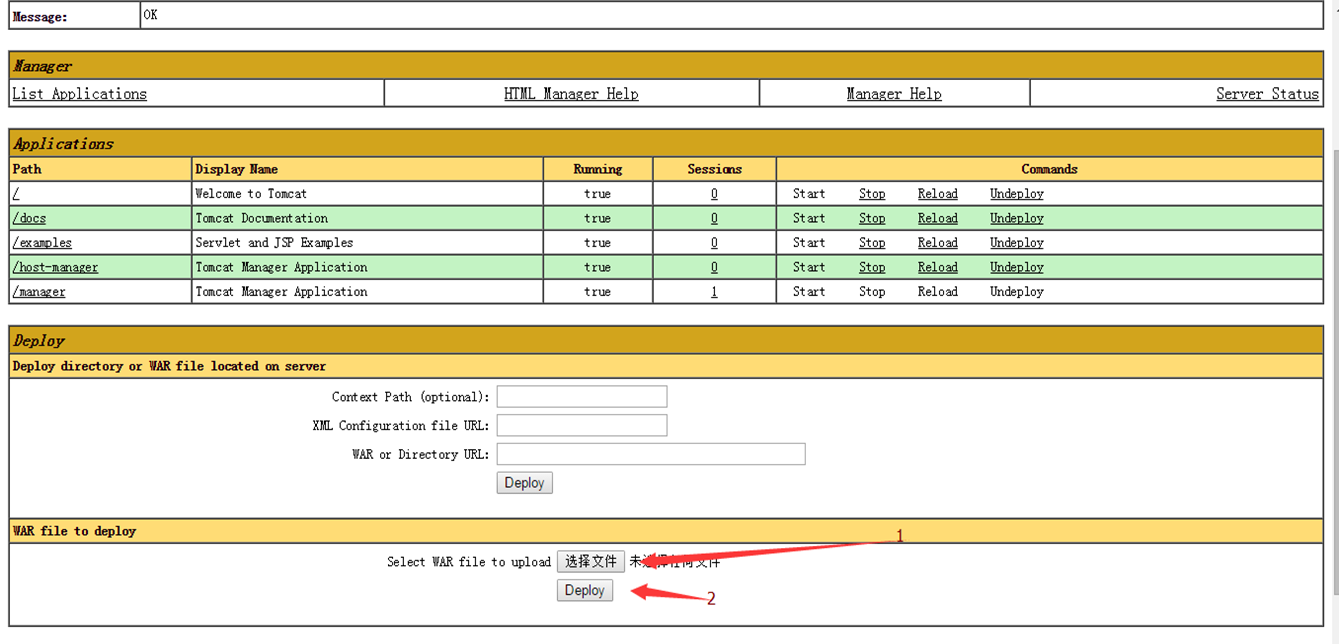 Message: OK
Manager
List Applications HTML Manager Help Manager Help Server Status
Applications
Path Display Name Running Sessions Commands
/ Welcome to Tomcat true 0 Start Stop Reload Undeploy
/docs Tomcat Documentation true 0 Start Stop Reload Undeploy
/examples Servlet and JSP Examples true 0 Start Stop Reload Undeploy
/host-manager Tomcat Manager Application true 0 Start Stop Reload Undeploy
/manager Tomcat Manager Application true 1 Start Stop Reload Undeploy
Deploy
Deploy directory or WAR file located on server
Context Path (optional):
XML Configuration file URL:
WAR or Directory URL:
Deploy
WAR file to deploy
1
Select WAR file to upload 选择文件 未选择任何文件
Deploy
2